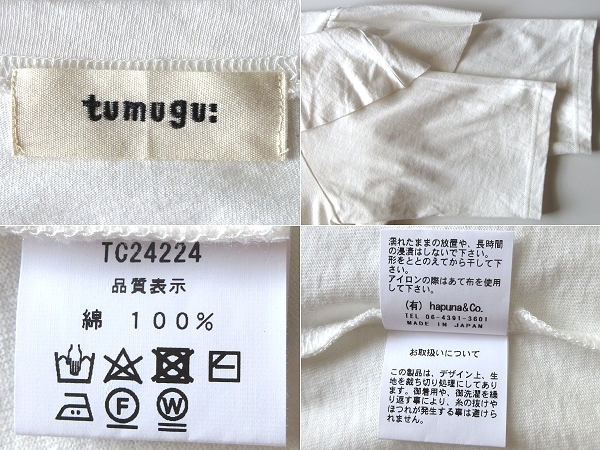 tumugu:
TC24224
品質表示
綿 100%
F
W
濡れたままの放置や、長時間
の浸漬はしないで下さい。
形をととのえてから干して下
さい。
アイロンの際はあて布を使用
して下さい。
(有) hapuna&Co.
TEL 06-4391-3601
MADE IN JAPAN
お取扱いについて
この製品は、デザイン上、生
地を裁ち切り処理にしてあり
ます。御着用や、御洗濯を繰
り返す事により、糸の抜けや
ほつれが発生する事は避けら
れません。